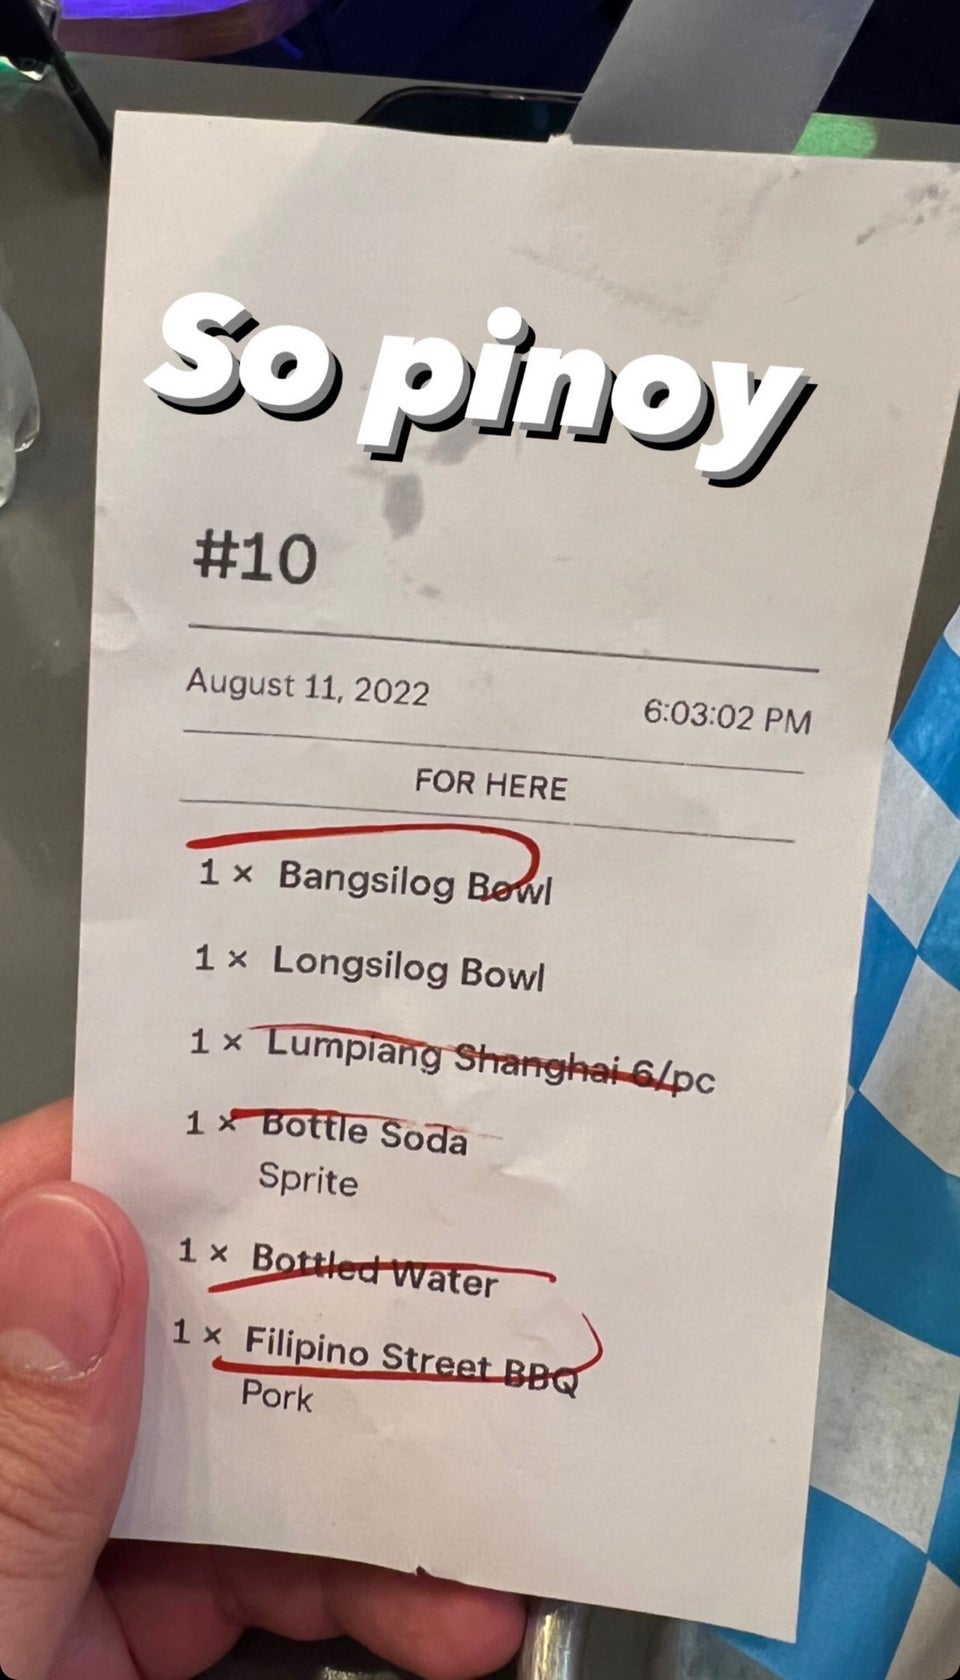 So pinoy
#10
August 11, 2022 6:03:02 PM
FOR HERE
1 × Bangsilog Bowl
1 × Longsilog Bowl
1 × Lumpiang Shanghai 6/pc
1 × Bottle Soda
Sprite
1 × Bottled Water
1 × Filipino Street BBQ
Pork